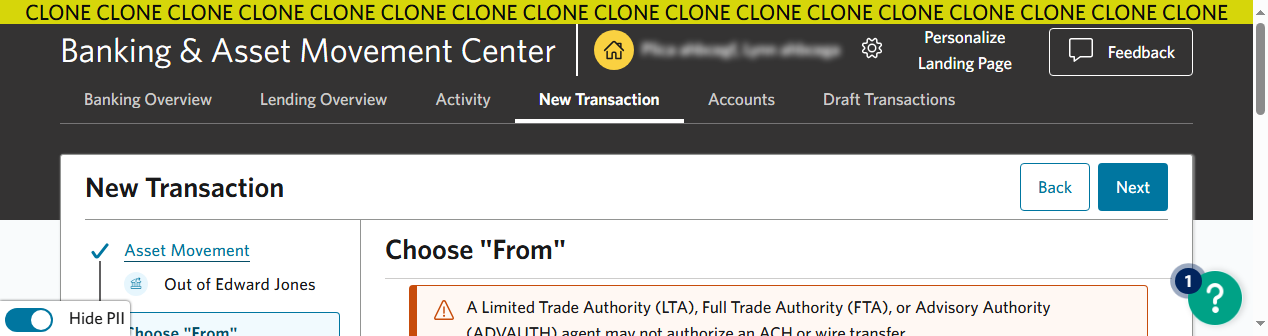 CLONE CLONE CLONE CLONE CLONE CLONE CLONE CLONE CLONE CLONE CLONE CLONE CLONE CLONE CLONE CLONE CLONE
Banking & Asset Movement Center
Personalize
Landing Page
Feedback
Banking Overview
Lending Overview
Activity
New Transaction
Accounts
Draft Transactions
New Transaction
Back
Next
Asset Movement
Out of Edward Jones
Choose "From"
Hide PII
Choose "From"
A Limited Trade Authority (LTA), Full Trade Authority (FTA), or Advisory Authority
(ADVAUTH) agent may not authorize an ACH or wire transfer.
1
?